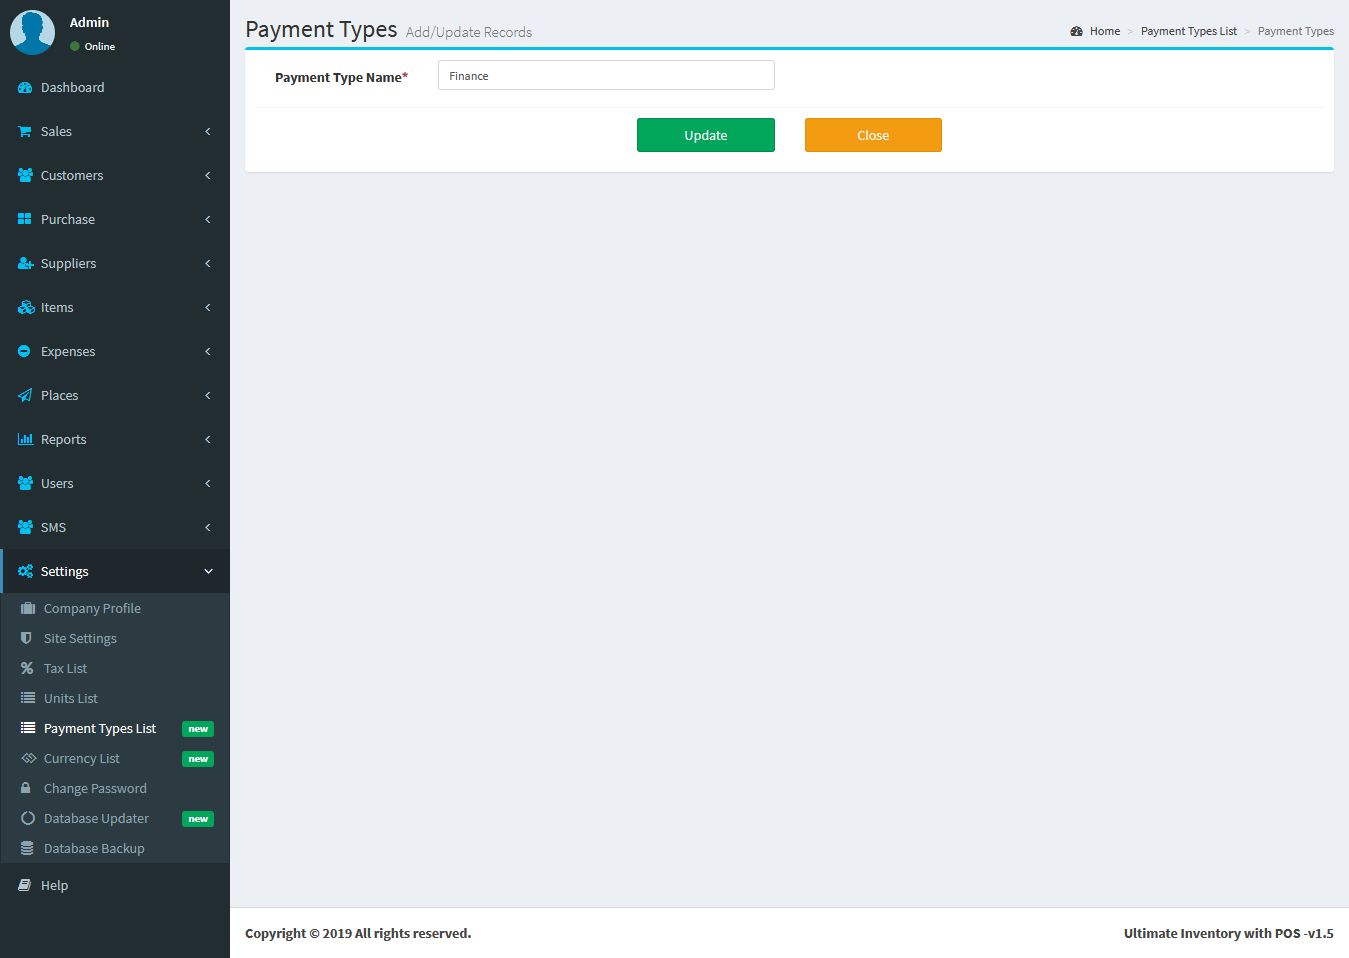 Admin
Online
Dashboard
Sales
Customers
Purchase
Suppliers
Items
Expenses
Places
Reports
Users
SMS
Settings
Company Profile
Site Settings
Tax List
Units List
Payment Types List new
Currency List new
Change Password
Database Updater new
Database Backup
Help
Payment Types Add/Update Records
Home > Payment Types List > Payment Types
Payment Type Name* Finance
Update Close
Copyright © 2019 All rights reserved. Ultimate Inventory with POS -v1.5